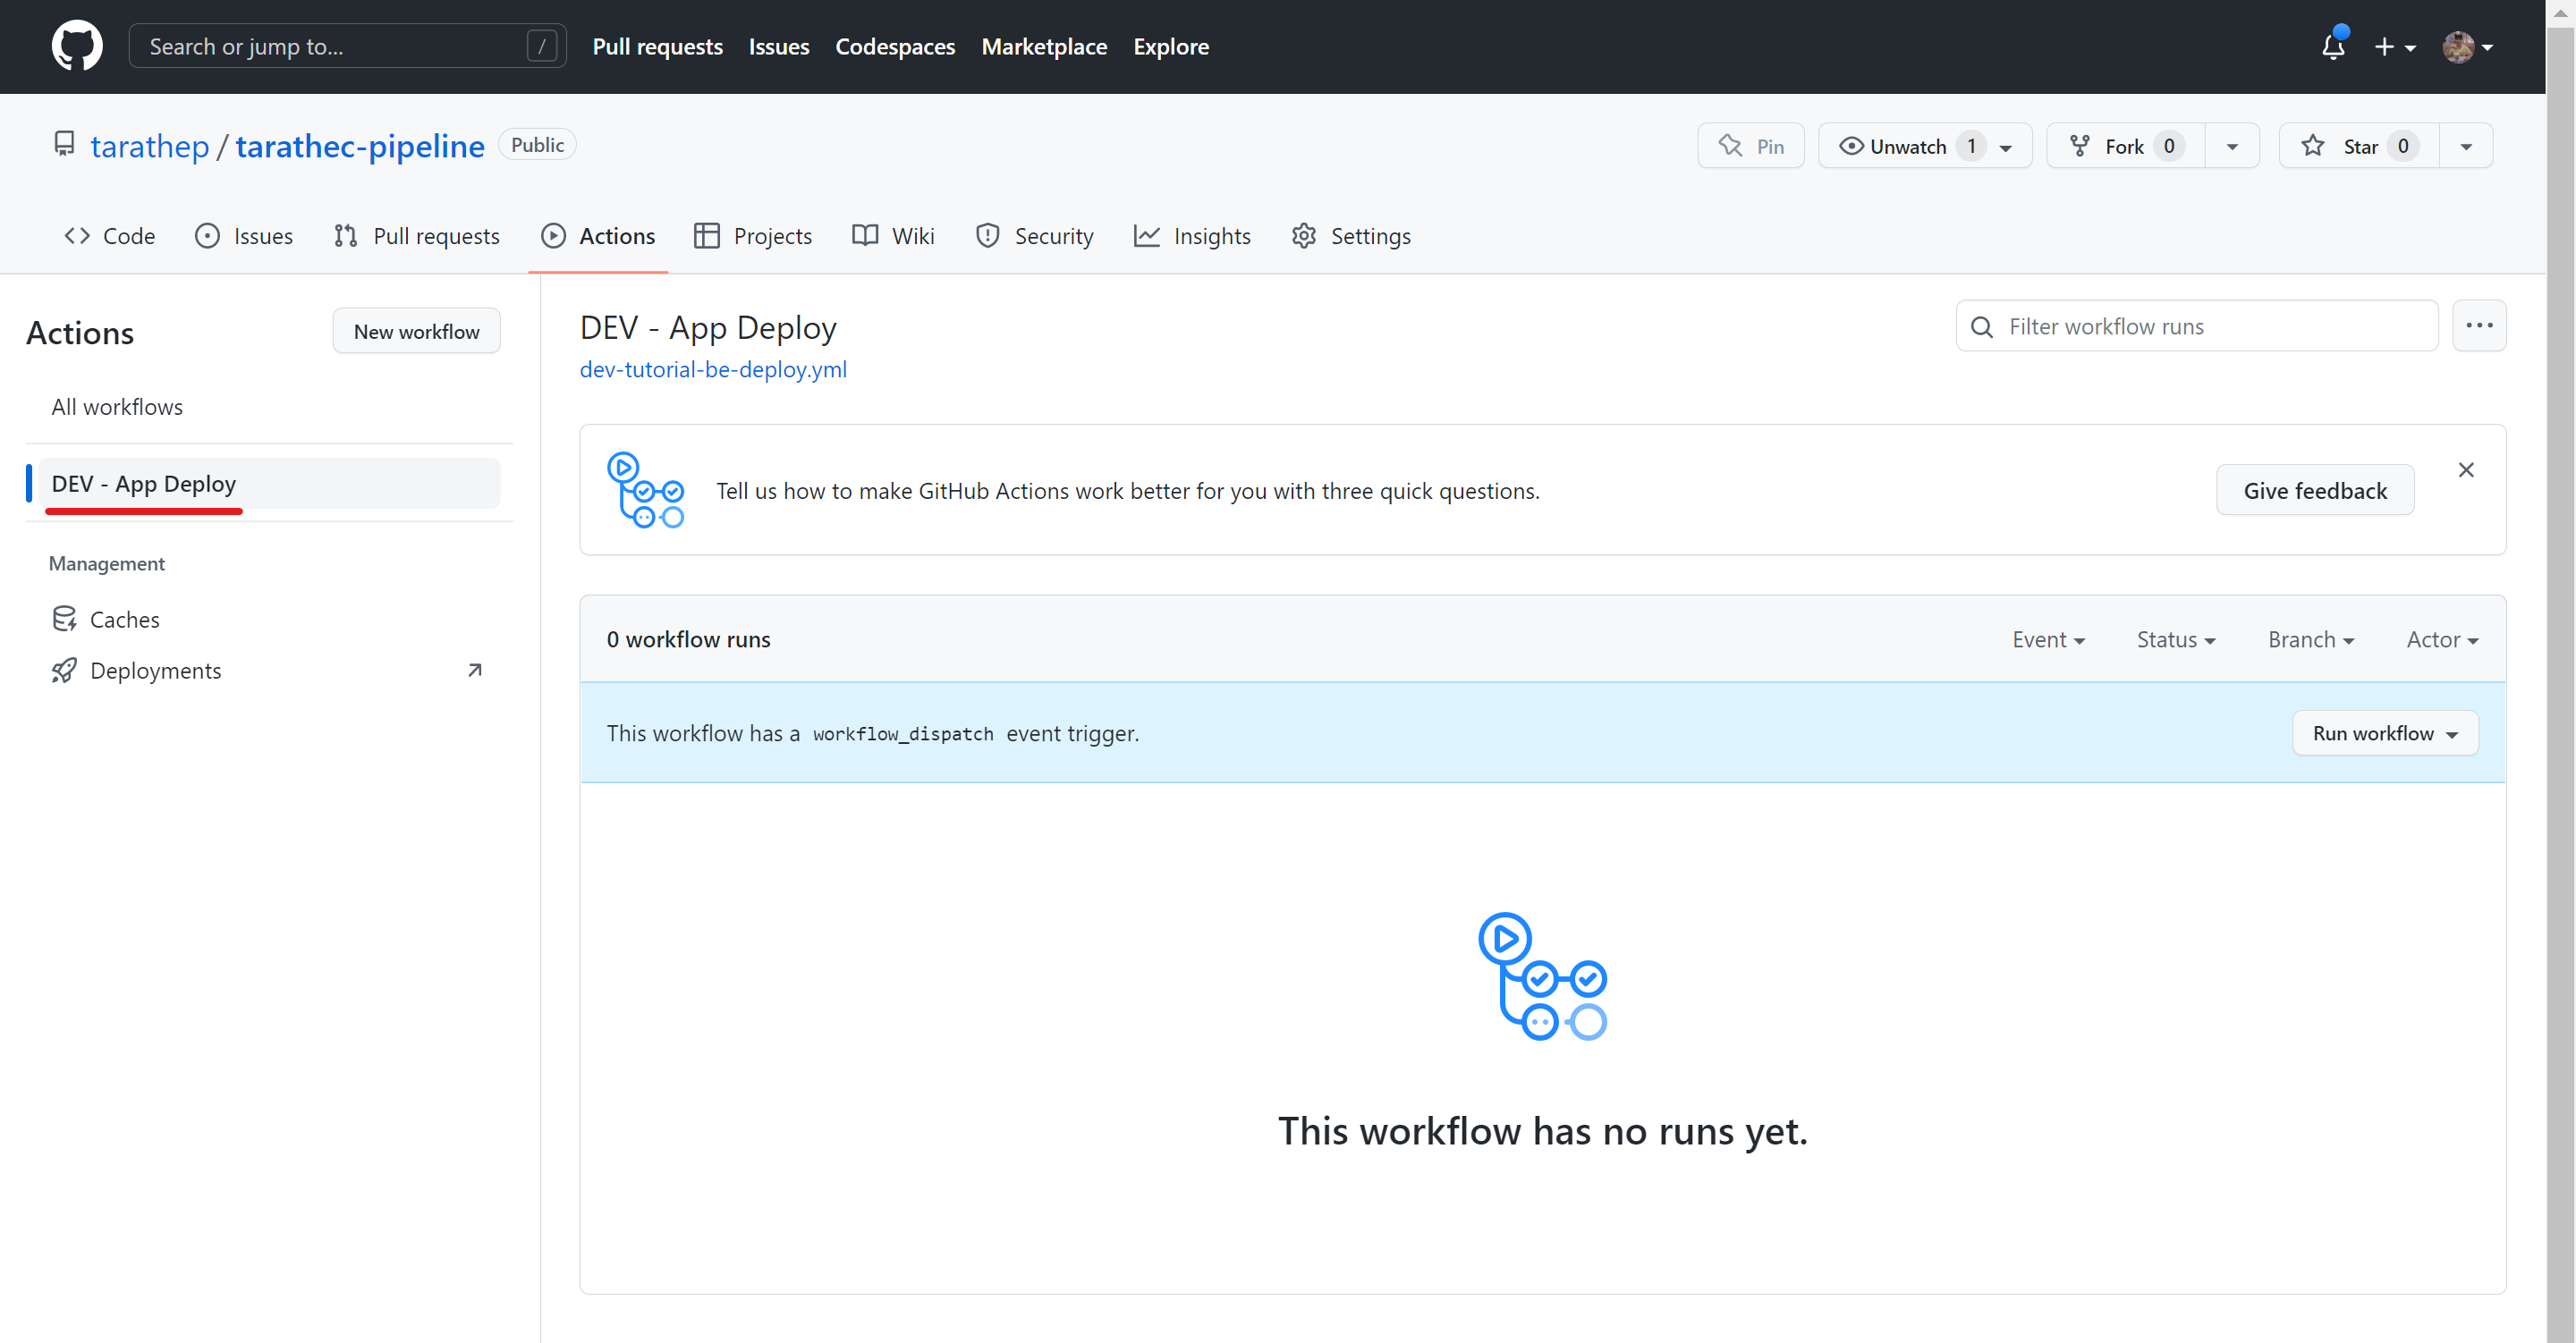 Search or jump to... / Pull requests Issues Codespaces Marketplace Explore
tarathep / tarathec-pipeline Public Pin Unwatch 1 Fork 0 Star 0
Code Issues Pull requests Actions Projects Wiki Security Insights Settings
Actions New workflow
All workflows
DEV - App Deploy
Management
Caches
Deployments
DEV - App Deploy
dev-tutorial-be-deploy.yml
Filter workflow runs
Tell us how to make GitHub Actions work better for you with three quick questions. Give feedback
0 workflow runs Event Status Branch Actor
This workflow has a workflow_dispatch event trigger. Run workflow
This workflow has no runs yet.